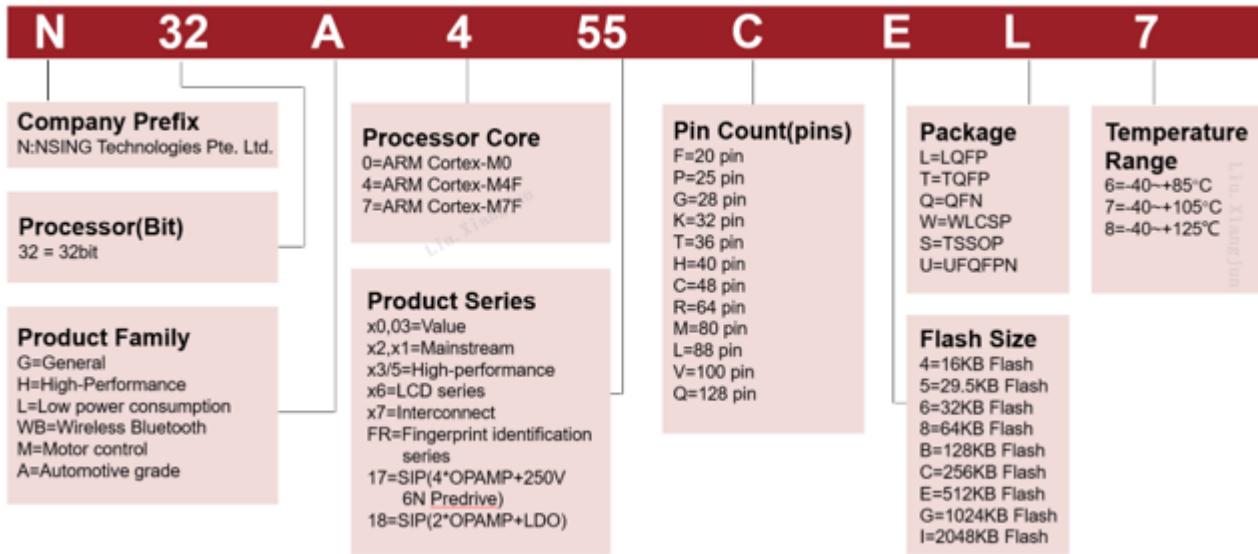 N 32 A 4 55 C E L 7
Company Prefix
N:NSING Technologies Pte. Ltd.
Processor(Bit)
32 = 32bit
Product Family
G=General
H=High-Performance
L=Low power consumption
WB=Wireless Bluetooth
M=Motor control
A=Automotive grade
Processor Core
0=ARM Cortex-M0
4=ARM Cortex-M4F
7=ARM Cortex-M7F
Liu.Xiangjun
Product Series
x0,03=Value
x2,x1=Mainstream
x3/5=High-performance
x6=LCD series
x7=Interconnect
FR=Fingerprint identification
series
17=SIP(4*OPAMP+250V
6N Predrive)
18=SIP(2*OPAMP+LDO)
Pin Count(pins)
F=20 pin
P=25 pin
G=28 pin
K=32 pin
T=36 pin
H=40 pin
C=48 pin
R=64 pin
M=80 pin
L=88 pin
V=100 pin
Q=128 pin
Package
L=LQFP
T=TQFP
Q=QFN
W=WLCSP
S=TSSOP
U=UFQFPN
Flash Size
4=16KB Flash
5=29.5KB Flash
6=32KB Flash
8=64KB Flash
B=128KB Flash
C=256KB Flash
E=512KB Flash
G=1024KB Flash
I=2048KB Flash
Temperature
Range
6=-40~+85°C
7=-40~+105°C
8=-40~+125℃
Liu.Xiangjun